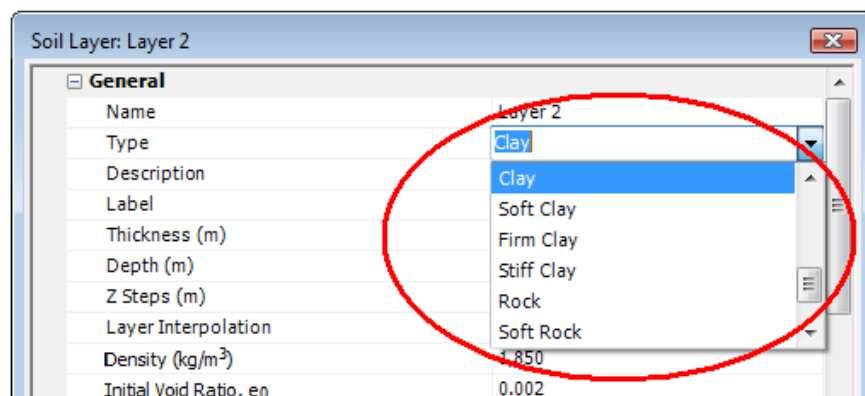 Soil Layer: Layer 2
General
Name Layer 2
Type Clay
Description Clay
Label Soft Clay
Thickness (m) Firm Clay
Depth (m) Stiff Clay
Z Steps (m) Rock
Layer Interpolation Soft Rock
Density (kg/m³) 1,850
Initial Void Ratio, e₀ 0.002